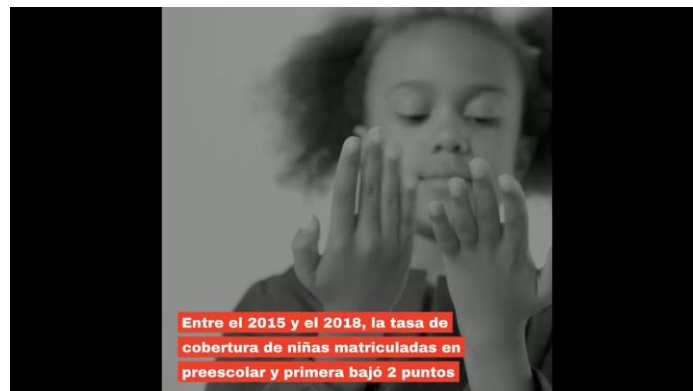 Entre el 2015 y el 2018, la tasa de
cobertura de niñas matriculadas en
preescolar y primera bajó 2 puntos